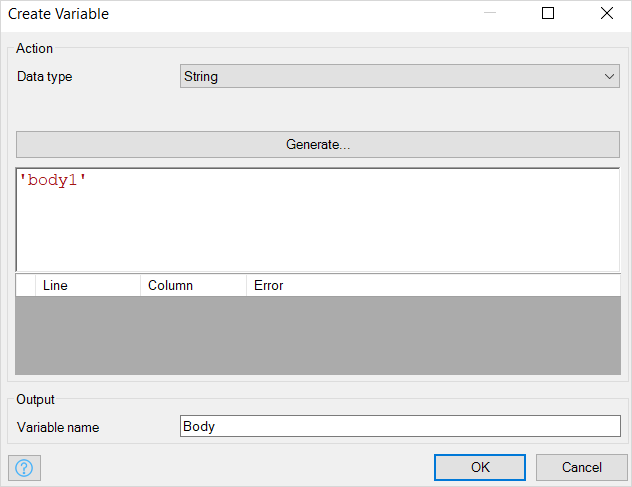 Create Variable
Action
Data type String
Generate...
'body1'
Line Column Error
Output
Variable name Body
? OK Cancel